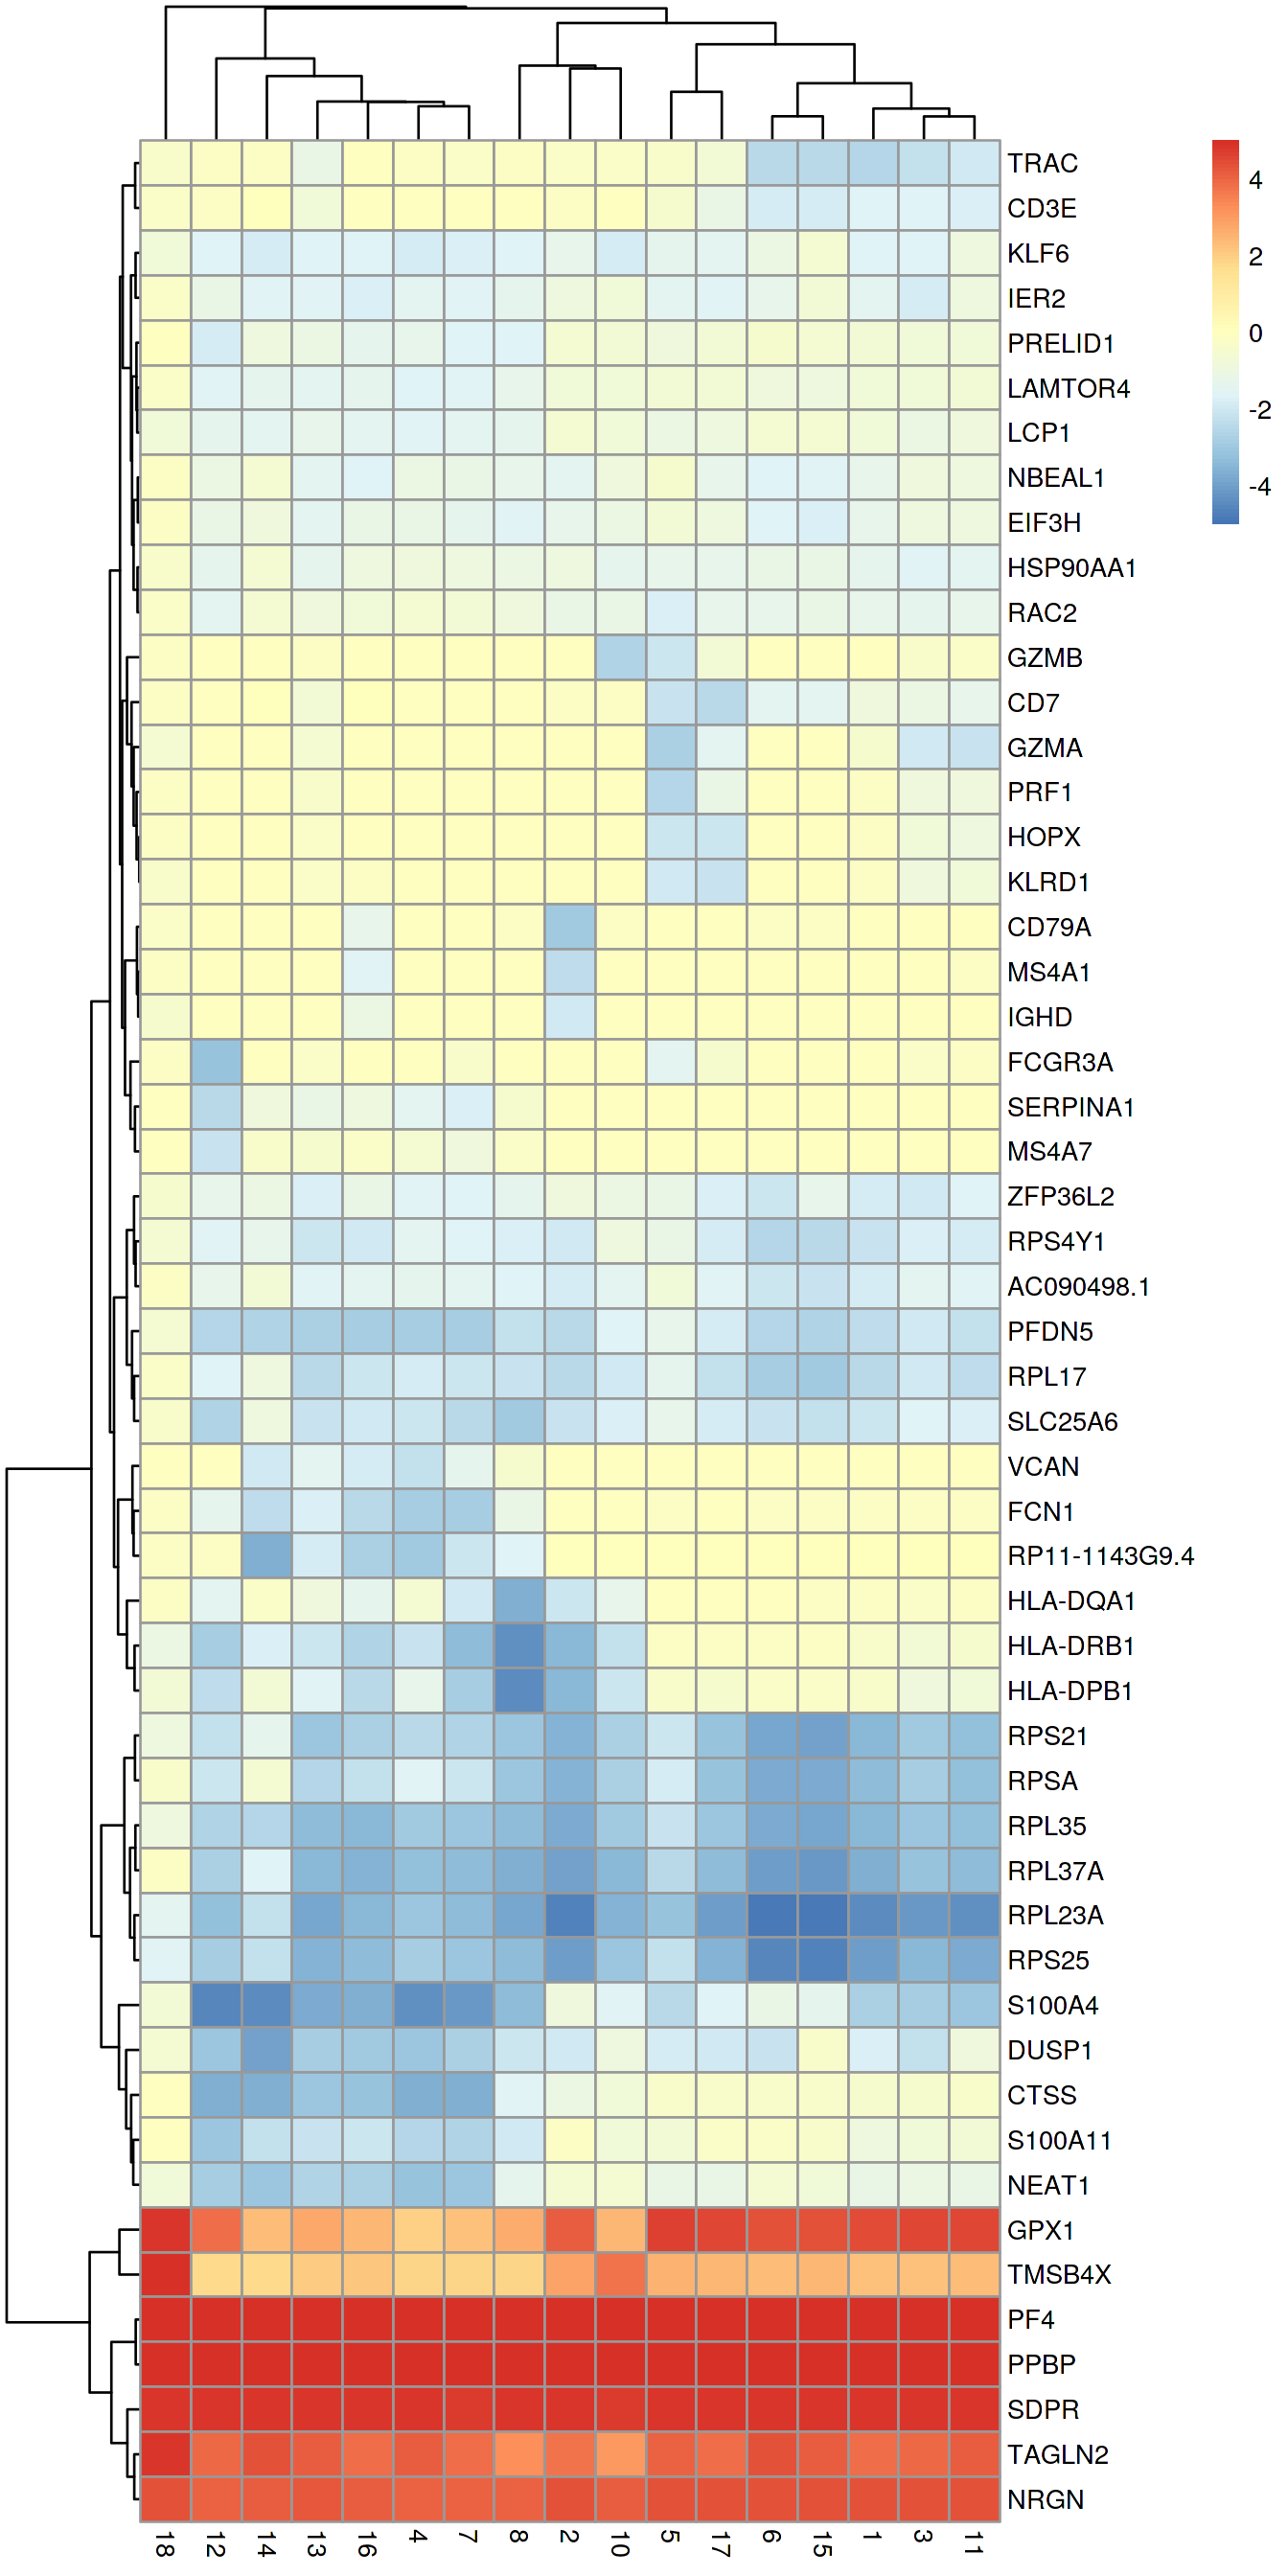 TRAC
CD3E
KLF6
IER2
PRELID1
LAMTOR4
LCP1
NBEAL1
EIF3H
HSP90AA1
RAC2
GZMB
CD7
GZMA
PRF1
HOPX
KLRD1
CD79A
MS4A1
IGHD
FCGR3A
SERPINA1
MS4A7
ZFP36L2
RPS4Y1
AC090498.1
PFDN5
RPL17
SLC25A6
VCAN
FCN1
RP11-1143G9.4
HLA-DQA1
HLA-DRB1
HLA-DPB1
RPS21
RPSA
RPL35
RPL37A
RPL23A
RPS25
S100A4
DUSP1
CTSS
S100A11
NEAT1
GPX1
TMSB4X
PF4
PPBP
SDPR
TAGLN2
NRGN
18 12 14 13 16 4 7 8 2 10 5 17 6 15 1 3 11
4
2
0
-2
-4